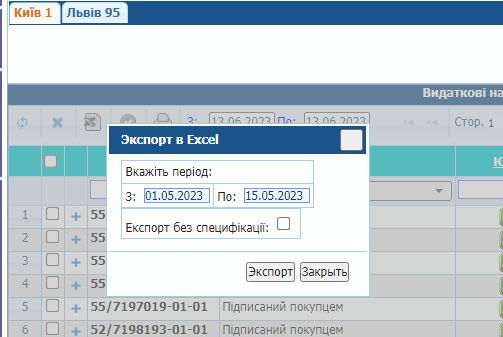 Київ 1 Львів 95
Видаткові на
З: 13.06.2023 По: 13.06.2023 Стор. 1
Экспорт в Excel
Вкажіть період:
З: 01.05.2023 По: 15.05.2023
Експорт без специфікації:
Экспорт Закрыть
1 55
2 55
3 55
4 55
5 55/7197019-01-01 Підписаний покупцем
6 52/7198193-01-01 Підписаний покупцем